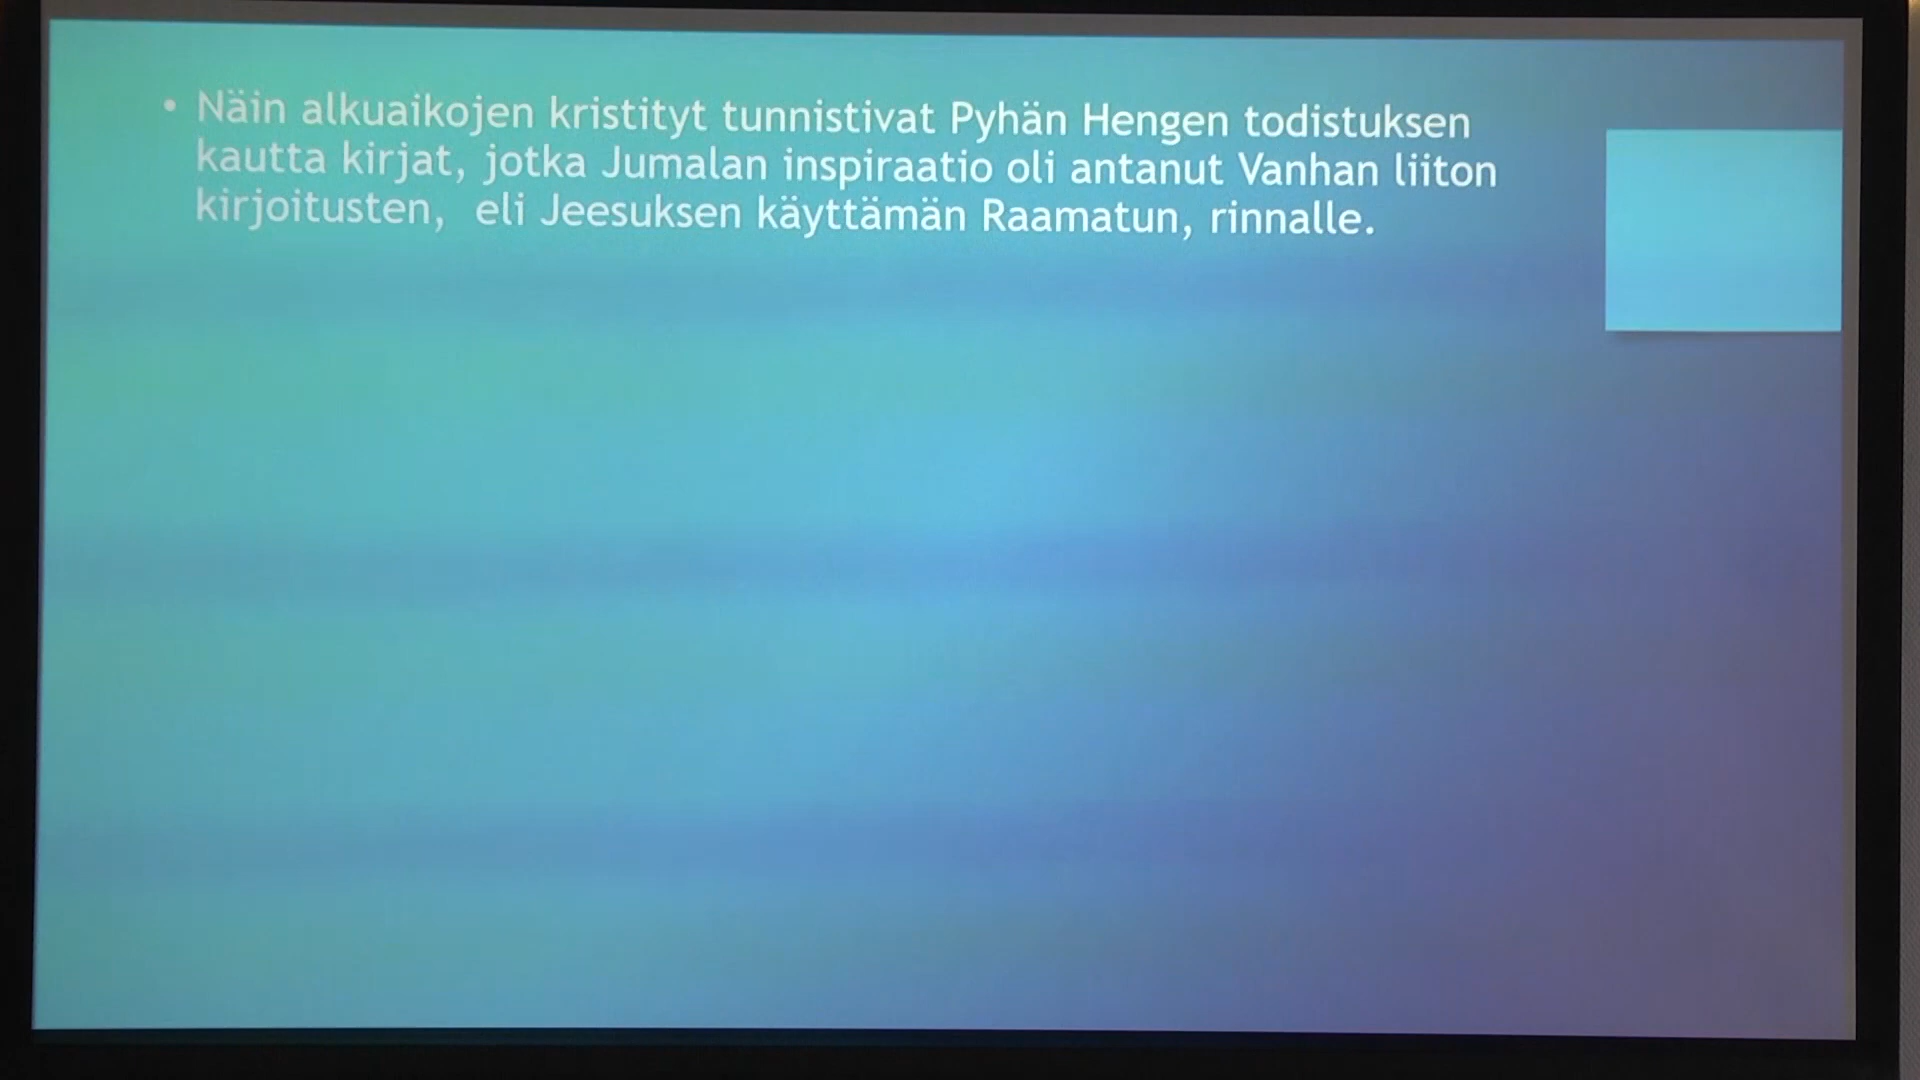 • Näin alkuaikojen kristityt tunnistivat Pyhän Hengen todistuksen
kautta kirjat, jotka Jumalan inspiraatio oli antanut Vanhan liiton
kirjoitusten,  eli Jeesuksen käyttämän Raamatun, rinnalle.